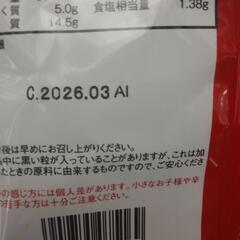 く質 5.0g 食塩相当量 1.38g
質 14.5g
C.2026.03 AI
後は早めにお召し上がりください。
中に黒い粒が入っていることがありますが、これは加
たときの原料に由来するものですので、ご安心くださ
の感じ方には個人差があります。小さなお子様や辛
苦手な方は十分ご注意ください。